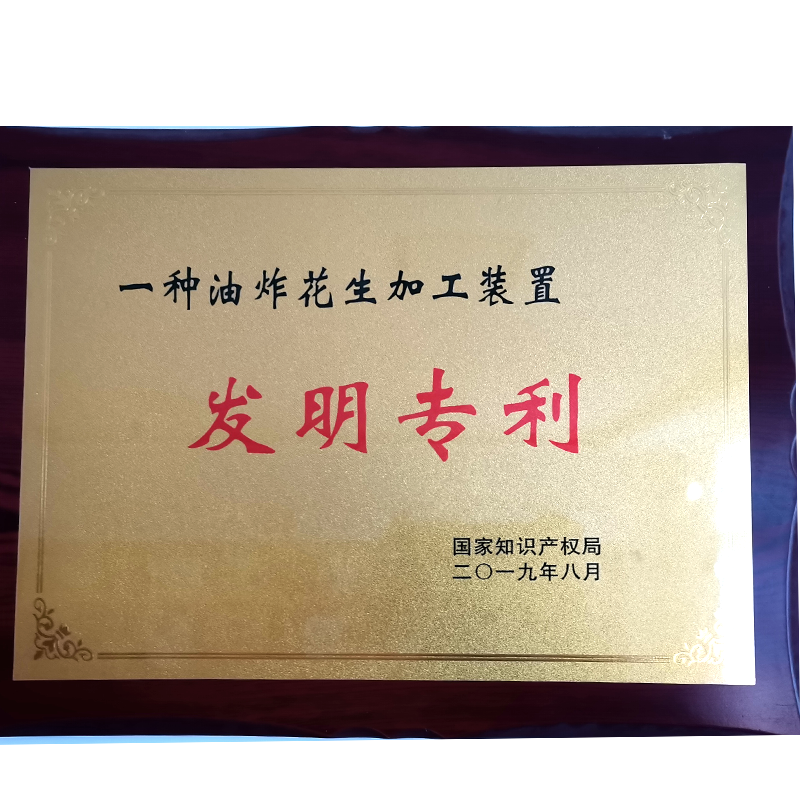 一种油炸花生加工装置
发明专利
国家知识产权局
二〇一九年八月